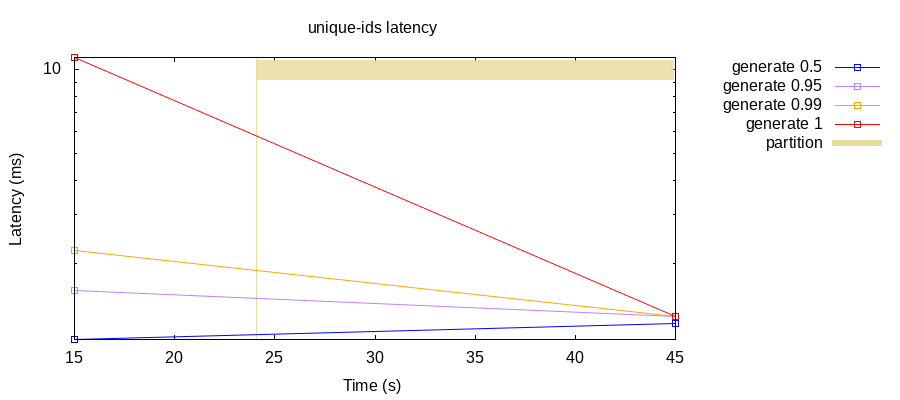 unique-ids latency
10
Latency (ms)
generate 0.5
generate 0.95
generate 0.99
generate 1
partition
15 20 25 30 35 40 45
Time (s)